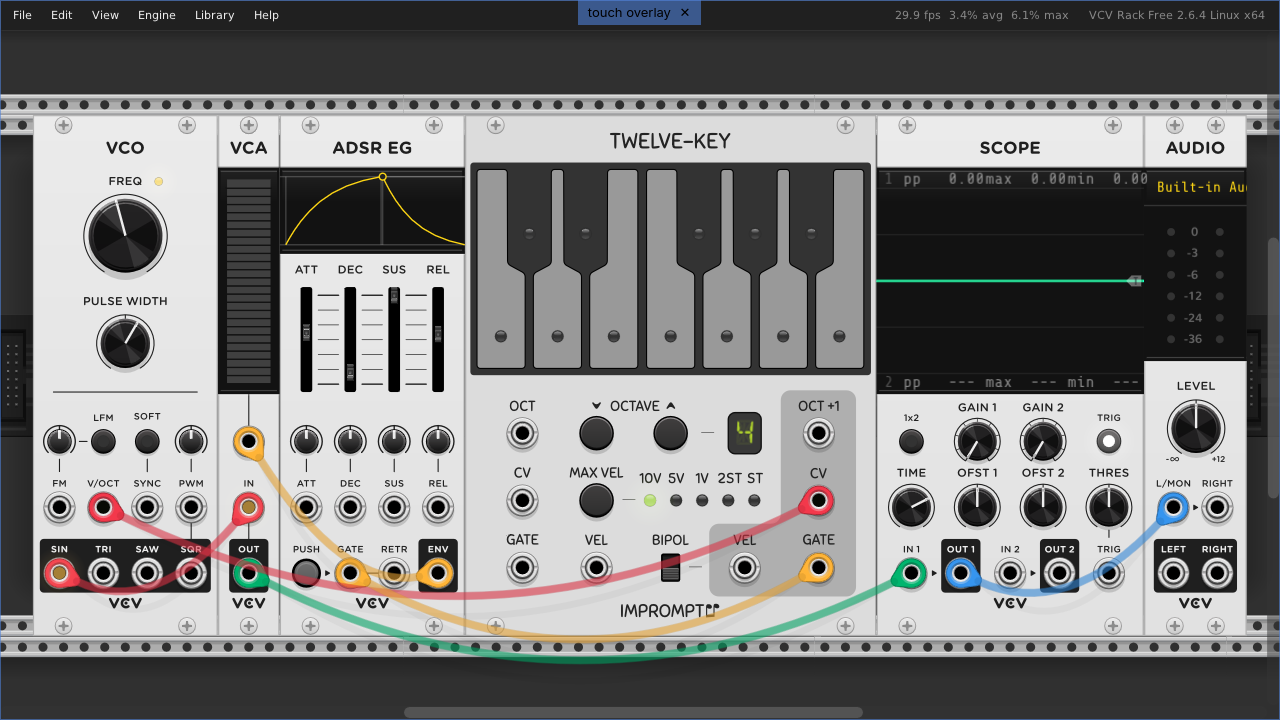 File Edit View Engine Library Help
touch overlay ✕
29.9 fps 3.4% avg 6.1% max VCV Rack Free 2.6.4 Linux x64
VCO
FREQ
PULSE WIDTH
LFM SOFT
FM V/OCT SYNC PWM
SIN TRI SAW SQR
VCV
VCA
IN
OUT
VCV
ADSR EG
ATT DEC SUS REL
ATT DEC SUS REL
PUSH GATE RETR ENV
VCV
TWELVE-KEY
OCT OCTAVE 4 OCT +1
CV MAX VEL 10V 5V 1V 2ST ST CV
GATE VEL BIPOL VEL GATE
IMPROMPTU
SCOPE
1 pp 0.00max 0.00min 0.00
1
2 pp --- max --- min ---
1x2 GAIN 1 GAIN 2 TRIG
TIME OFST 1 OFST 2 THRES
IN 1 OUT 1 IN 2 OUT 2 TRIG
VCV
AUDIO
Built-in Au
0
-3
-6
-12
-24
-36
LEVEL
-∞ +12
L/MON RIGHT
LEFT RIGHT
VCV